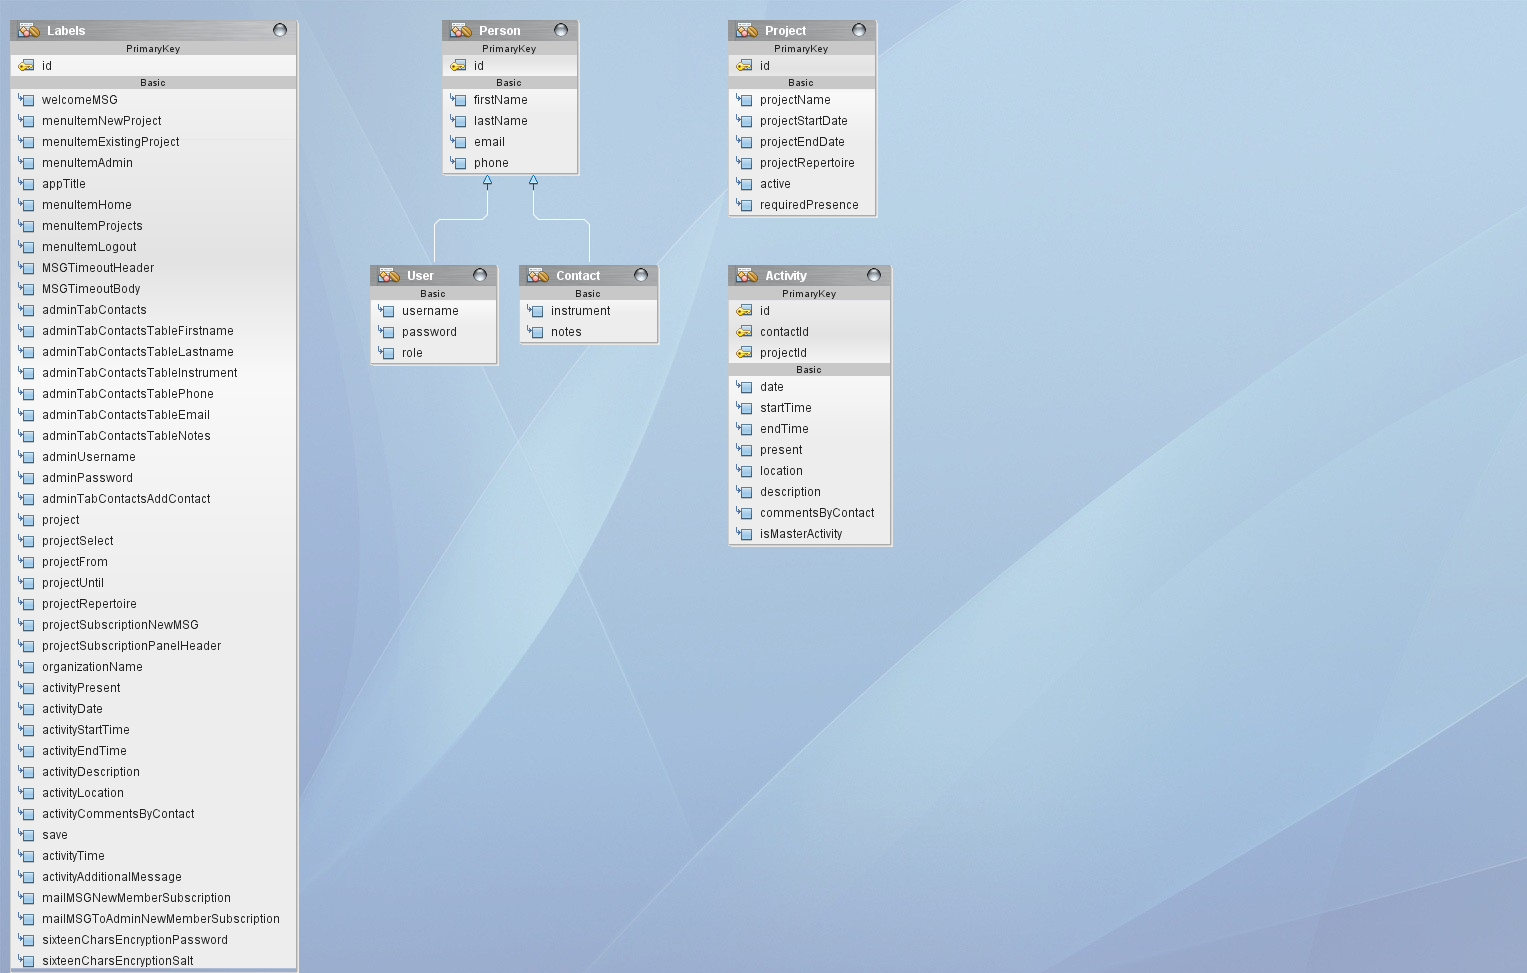 Labels
PrimaryKey
id
Basic
welcomeMSG
menuItemNewProject
menuItemExistingProject
menuItemAdmin
appTitle
menuItemHome
menuItemProjects
menuItemLogout
MSGTimeoutHeader
MSGTimeoutBody
adminTabContacts
adminTabContactsTableFirstname
adminTabContactsTableLastname
adminTabContactsTableInstrument
adminTabContactsTablePhone
adminTabContactsTableEmail
adminTabContactsTableNotes
adminUsername
adminPassword
adminTabContactsAddContact
project
projectSelect
projectFrom
projectUntil
projectRepertoire
projectSubscriptionNewMSG
projectSubscriptionPanelHeader
organizationName
activityPresent
activityDate
activityStartTime
activityEndTime
activityDescription
activityLocation
activityCommentsByContact
save
activityTime
activityAdditionalMessage
mailMSGNewMemberSubscription
mailMSGToAdminNewMemberSubscription
sixteenCharsEncryptionPassword
sixteenCharsEncryptionSalt
Person
PrimaryKey
id
Basic
firstName
lastName
email
phone
User
Basic
username
password
role
Contact
Basic
instrument
notes
Project
PrimaryKey
id
Basic
projectName
projectStartDate
projectEndDate
projectRepertoire
active
requiredPresence
Activity
PrimaryKey
id
contactId
projectId
Basic
date
startTime
endTime
present
location
description
commentsByContact
isMasterActivity